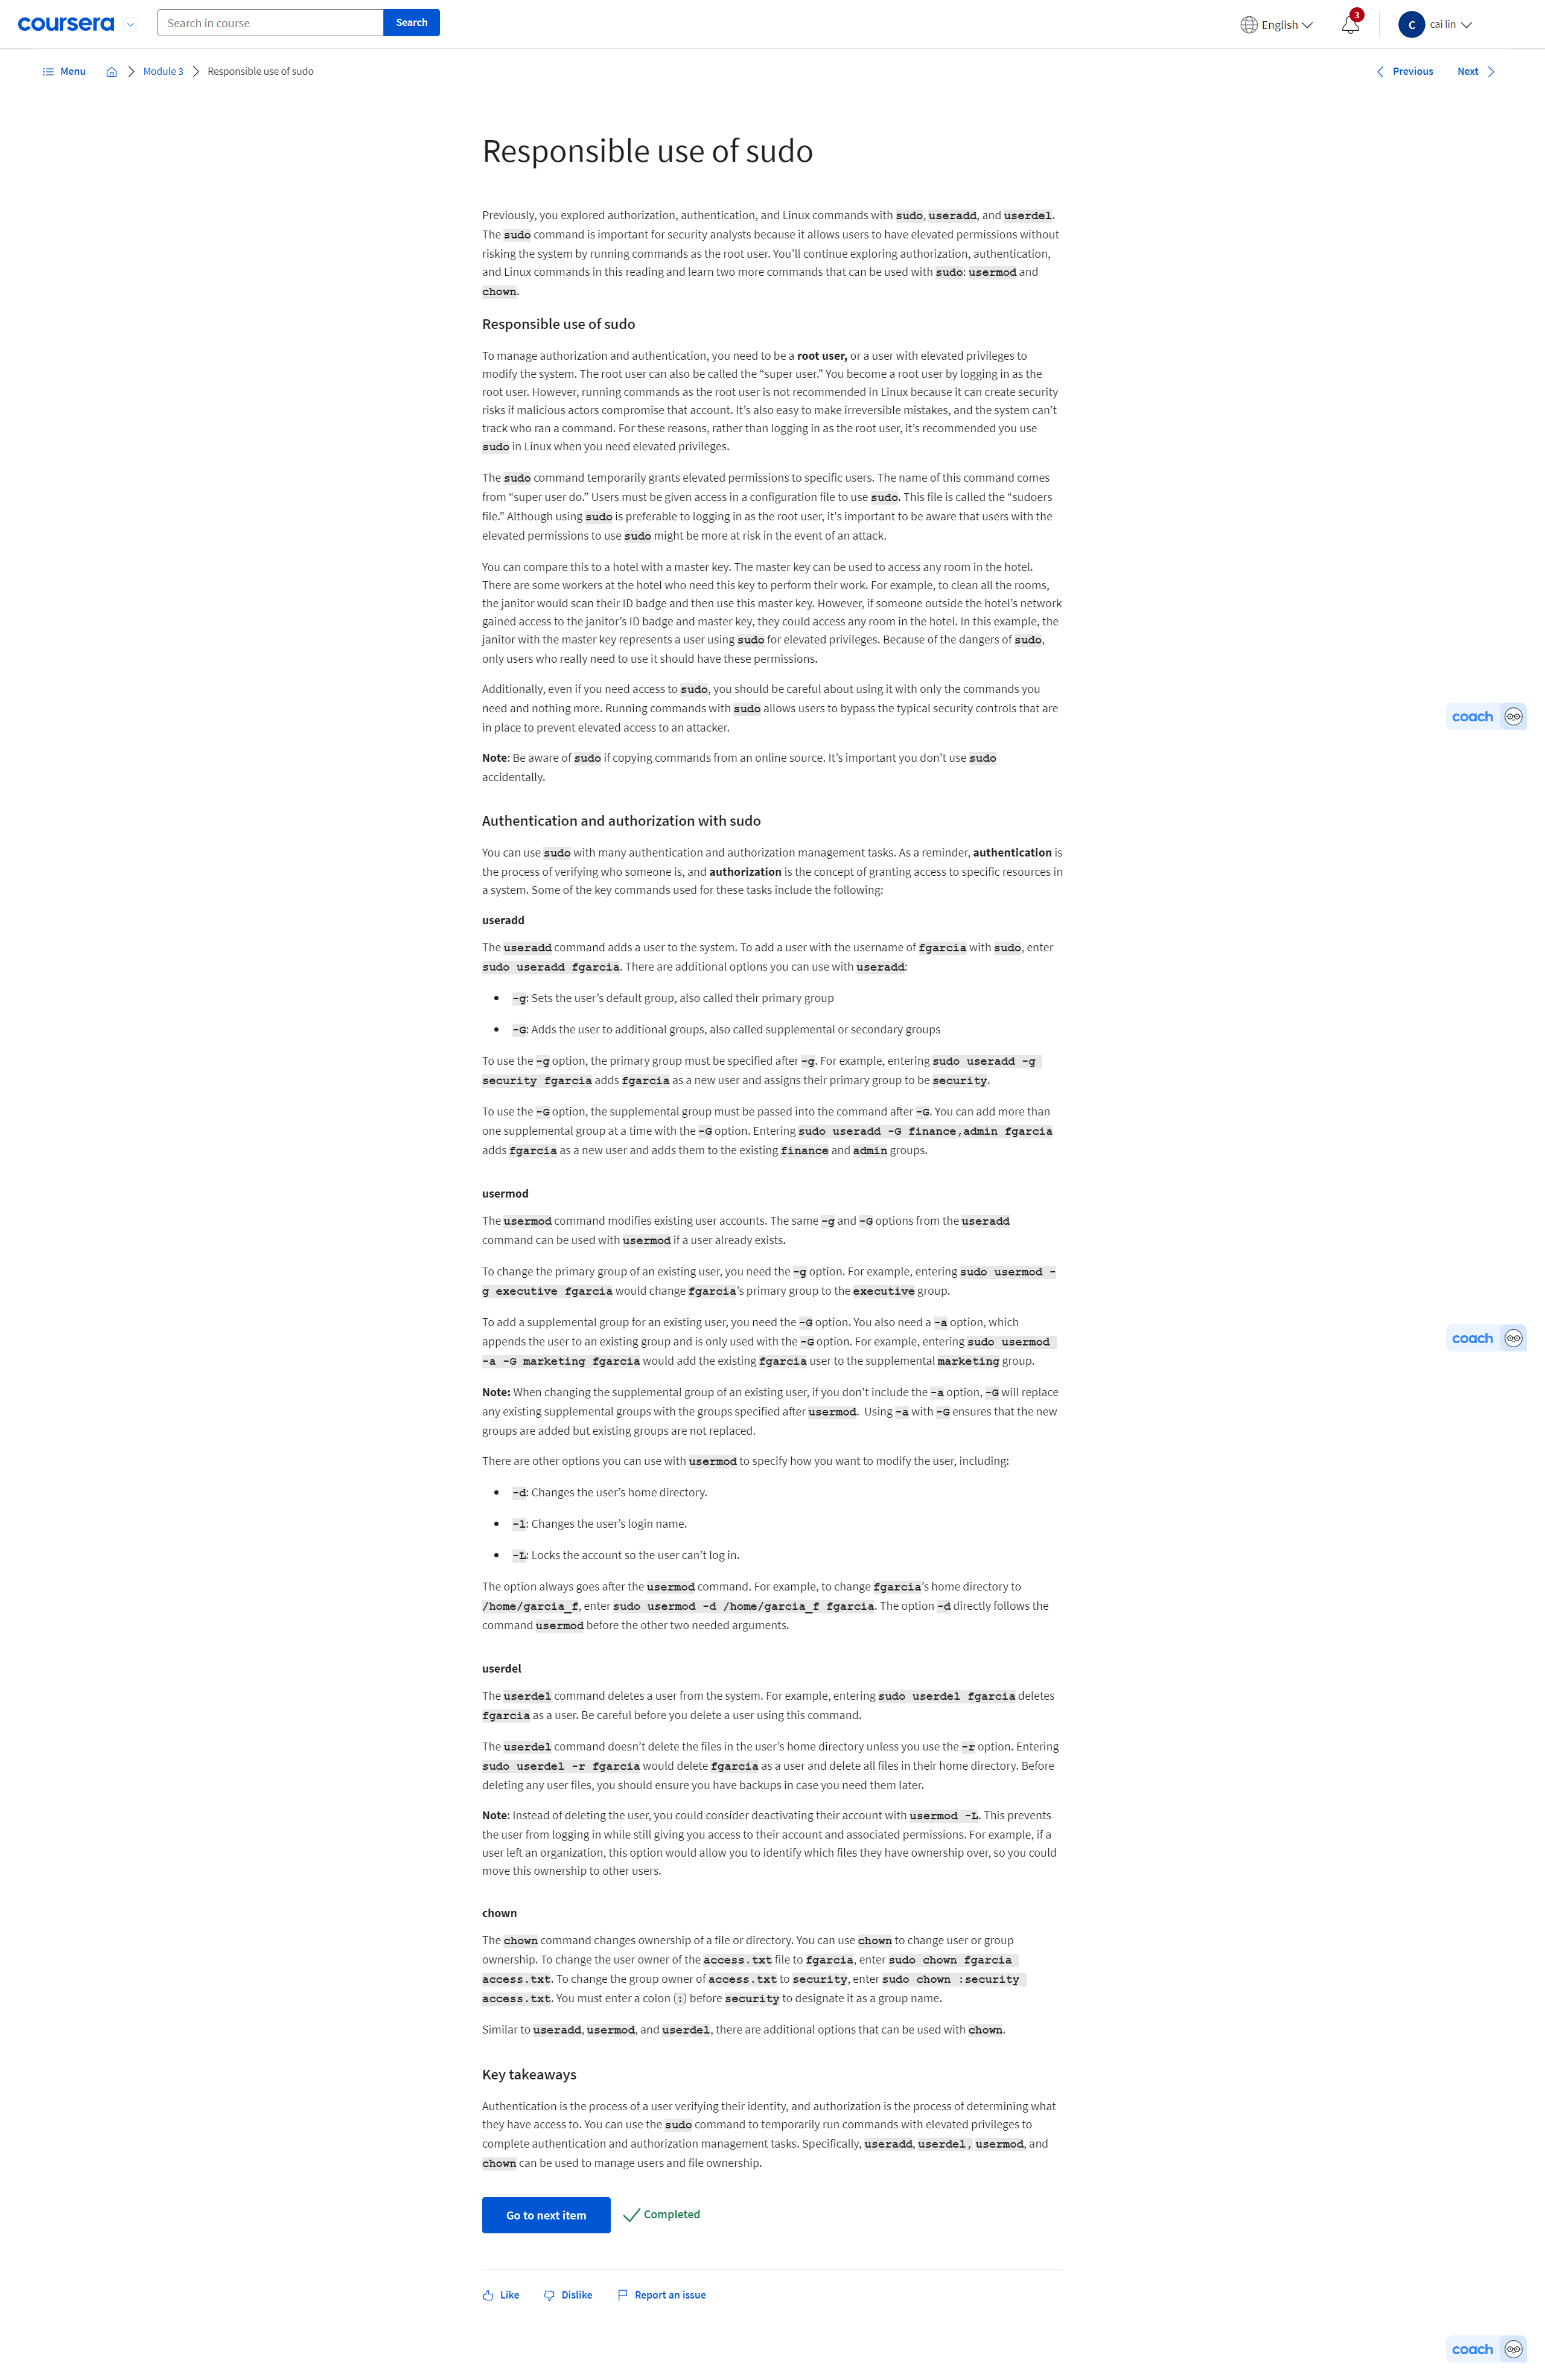 coursera
Search in course
Search
English
3
C
cai lin
Menu
Module 3
Responsible use of sudo
Previous
Next
Responsible use of sudo
Previously, you explored authorization, authentication, and Linux commands with sudo, useradd, and userdel.
The sudo command is important for security analysts because it allows users to have elevated permissions without
risking the system by running commands as the root user. You’ll continue exploring authorization, authentication,
and Linux commands in this reading and learn two more commands that can be used with sudo: usermod and
chown.
Responsible use of sudo
To manage authorization and authentication, you need to be a root user, or a user with elevated privileges to
modify the system. The root user can also be called the “super user.” You become a root user by logging in as the
root user. However, running commands as the root user is not recommended in Linux because it can create security
risks if malicious actors compromise that account. It’s also easy to make irreversible mistakes, and the system can’t
track who ran a command. For these reasons, rather than logging in as the root user, it’s recommended you use
sudo in Linux when you need elevated privileges.
The sudo command temporarily grants elevated permissions to specific users. The name of this command comes
from “super user do.” Users must be given access in a configuration file to use sudo. This file is called the “sudoers
file.” Although using sudo is preferable to logging in as the root user, it's important to be aware that users with the
elevated permissions to use sudo might be more at risk in the event of an attack.
You can compare this to a hotel with a master key. The master key can be used to access any room in the hotel.
There are some workers at the hotel who need this key to perform their work. For example, to clean all the rooms,
the janitor would scan their ID badge and then use this master key. However, if someone outside the hotel’s network
gained access to the janitor’s ID badge and master key, they could access any room in the hotel. In this example, the
janitor with the master key represents a user using sudo for elevated privileges. Because of the dangers of sudo,
only users who really need to use it should have these permissions.
Additionally, even if you need access to sudo, you should be careful about using it with only the commands you
need and nothing more. Running commands with sudo allows users to bypass the typical security controls that are
in place to prevent elevated access to an attacker.
coach
Note: Be aware of sudo if copying commands from an online source. It’s important you don’t use sudo
accidentally.
Authentication and authorization with sudo
You can use sudo with many authentication and authorization management tasks. As a reminder, authentication is
the process of verifying who someone is, and authorization is the concept of granting access to specific resources in
a system. Some of the key commands used for these tasks include the following:
useradd
The useradd command adds a user to the system. To add a user with the username of fgarcia with sudo, enter
sudo useradd fgarcia. There are additional options you can use with useradd:
• -g: Sets the user’s default group, also called their primary group
• -G: Adds the user to additional groups, also called supplemental or secondary groups
To use the -g option, the primary group must be specified after -g. For example, entering sudo useradd -g
security fgarcia adds fgarcia as a new user and assigns their primary group to be security.
To use the -G option, the supplemental group must be passed into the command after -G. You can add more than
one supplemental group at a time with the -G option. Entering sudo useradd -G finance,admin fgarcia
adds fgarcia as a new user and adds them to the existing finance and admin groups.
usermod
The usermod command modifies existing user accounts. The same -g and -G options from the useradd
command can be used with usermod if a user already exists.
To change the primary group of an existing user, you need the -g option. For example, entering sudo usermod -
g executive fgarcia would change fgarcia’s primary group to the executive group.
To add a supplemental group for an existing user, you need the -G option. You also need a -a option, which
appends the user to an existing group and is only used with the -G option. For example, entering sudo usermod
-a -G marketing fgarcia would add the existing fgarcia user to the supplemental marketing group.
coach
Note: When changing the supplemental group of an existing user, if you don’t include the -a option, -G will replace
any existing supplemental groups with the groups specified after usermod. Using -a with -G ensures that the new
groups are added but existing groups are not replaced.
There are other options you can use with usermod to specify how you want to modify the user, including:
• -d: Changes the user’s home directory.
• -l: Changes the user’s login name.
• -L: Locks the account so the user can’t log in.
The option always goes after the usermod command. For example, to change fgarcia’s home directory to
/home/garcia_f, enter sudo usermod -d /home/garcia_f fgarcia. The option -d directly follows the
command usermod before the other two needed arguments.
userdel
The userdel command deletes a user from the system. For example, entering sudo userdel fgarcia deletes
fgarcia as a user. Be careful before you delete a user using this command.
The userdel command doesn’t delete the files in the user’s home directory unless you use the -r option. Entering
sudo userdel -r fgarcia would delete fgarcia as a user and delete all files in their home directory. Before
deleting any user files, you should ensure you have backups in case you need them later.
Note: Instead of deleting the user, you could consider deactivating their account with usermod -L. This prevents
the user from logging in while still giving you access to their account and associated permissions. For example, if a
user left an organization, this option would allow you to identify which files they have ownership over, so you could
move this ownership to other users.
chown
The chown command changes ownership of a file or directory. You can use chown to change user or group
ownership. To change the user owner of the access.txt file to fgarcia, enter sudo chown fgarcia
access.txt. To change the group owner of access.txt to security, enter sudo chown :security
access.txt. You must enter a colon (:) before security to designate it as a group name.
Similar to useradd, usermod, and userdel, there are additional options that can be used with chown.
Key takeaways
Authentication is the process of a user verifying their identity, and authorization is the process of determining what
they have access to. You can use the sudo command to temporarily run commands with elevated privileges to
complete authentication and authorization management tasks. Specifically, useradd, userdel, usermod, and
chown can be used to manage users and file ownership.
Go to next item
Completed
Like
Dislike
Report an issue
coach